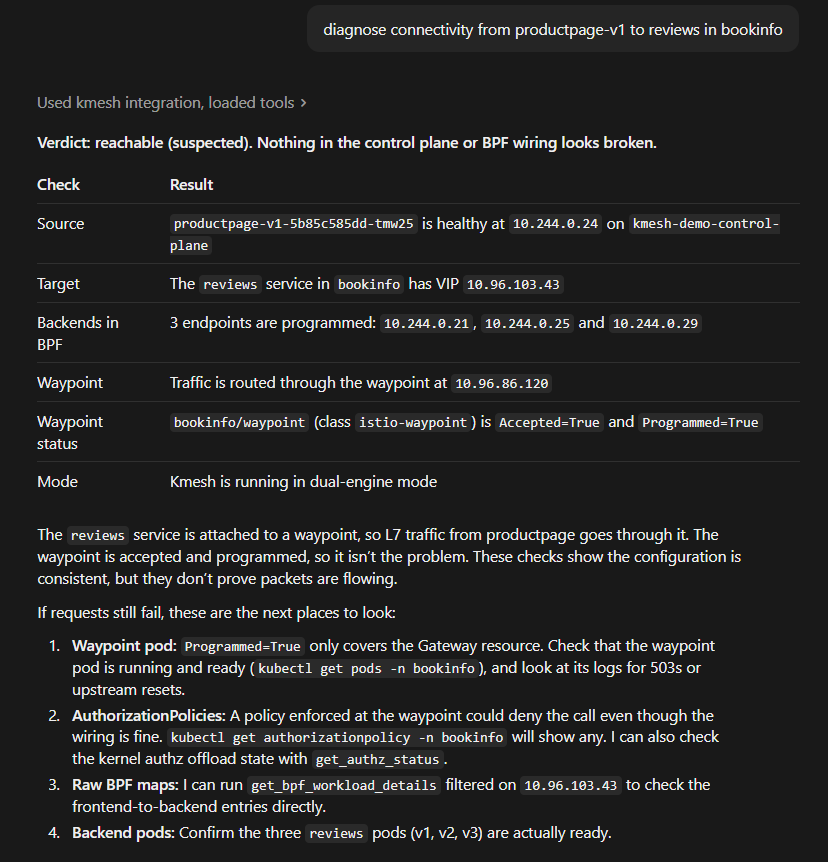 diagnose connectivity from productpage-v1 to reviews in bookinfo
Used kmesh integration, loaded tools >
Verdict: reachable (suspected). Nothing in the control plane or BPF wiring looks broken.
Check Result
Source productpage-v1-5b85c585dd-tmw25 is healthy at 10.244.0.24 on kmesh-demo-control-
plane
Target The reviews service in bookinfo has VIP 10.96.103.43
Backends in 3 endpoints are programmed: 10.244.0.21, 10.244.0.25 and 10.244.0.29
BPF
Waypoint Traffic is routed through the waypoint at 10.96.86.120
Waypoint bookinfo/waypoint (class istio-waypoint) is Accepted=True and Programmed=True
status
Mode Kmesh is running in dual-engine mode
The reviews service is attached to a waypoint, so L7 traffic from productpage goes through it. The
waypoint is accepted and programmed, so it isn't the problem. These checks show the configuration is
consistent, but they don't prove packets are flowing.
If requests still fail, these are the next places to look:
1. Waypoint pod: Programmed=True only covers the Gateway resource. Check that the waypoint
pod is running and ready (kubectl get pods -n bookinfo), and look at its logs for 503s or
upstream resets.
2. AuthorizationPolicies: A policy enforced at the waypoint could deny the call even though the
wiring is fine. kubectl get authorizationpolicy -n bookinfo will show any. I can also check
the kernel authz offload state with get_authz_status.
3. Raw BPF maps: I can run get_bpf_workload_details filtered on 10.96.103.43 to check the
frontend-to-backend entries directly.
4. Backend pods: Confirm the three reviews pods (v1, v2, v3) are actually ready.